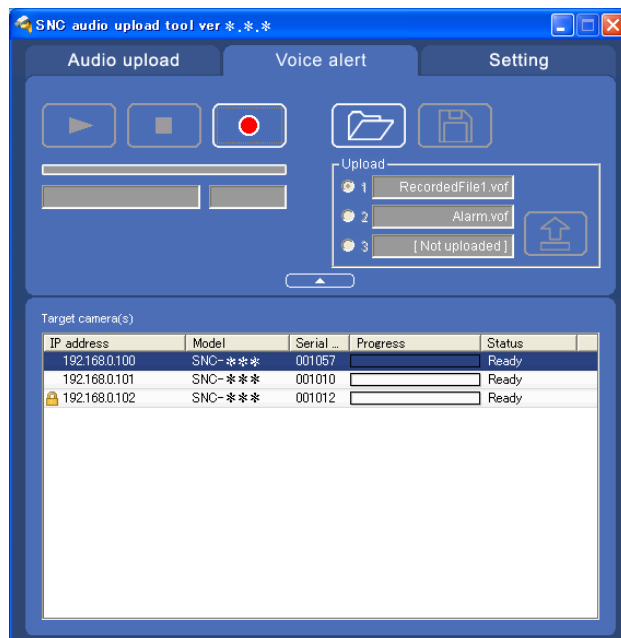 SNC audio upload tool ver *.*.*
Audio upload Voice alert Setting
Upload
1 RecordedFile1.vof
2 Alarm.vof
3 [ Not uploaded ]
Target camera(s)
IP address Model Serial ... Progress Status
192.168.0.100 SNC-*** 001057 Ready
192.168.0.101 SNC-*** 001010 Ready
192.168.0.102 SNC-*** 001012 Ready